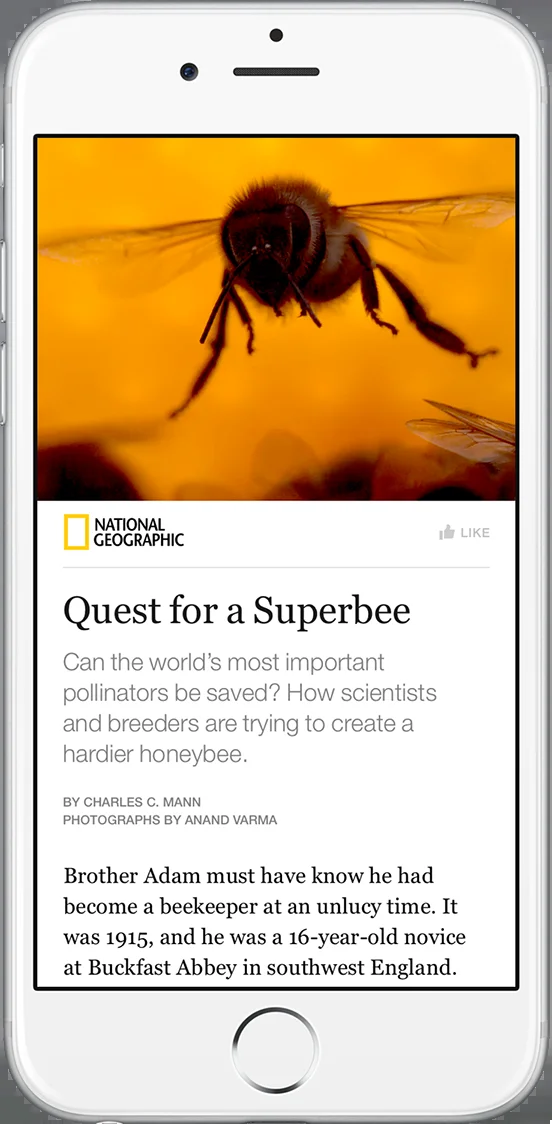 NATIONAL
GEOGRAPHIC
LIKE
Quest for a Superbee
Can the world's most important
pollinators be saved? How scientists
and breeders are trying to create a
hardier honeybee.
BY CHARLES C. MANN
PHOTOGRAPHS BY ANAND VARMA
Brother Adam must have know he had
become a beekeeper at an unlucy time. It
was 1915, and he was a 16-year-old novice
at Buckfast Abbey in southwest England.